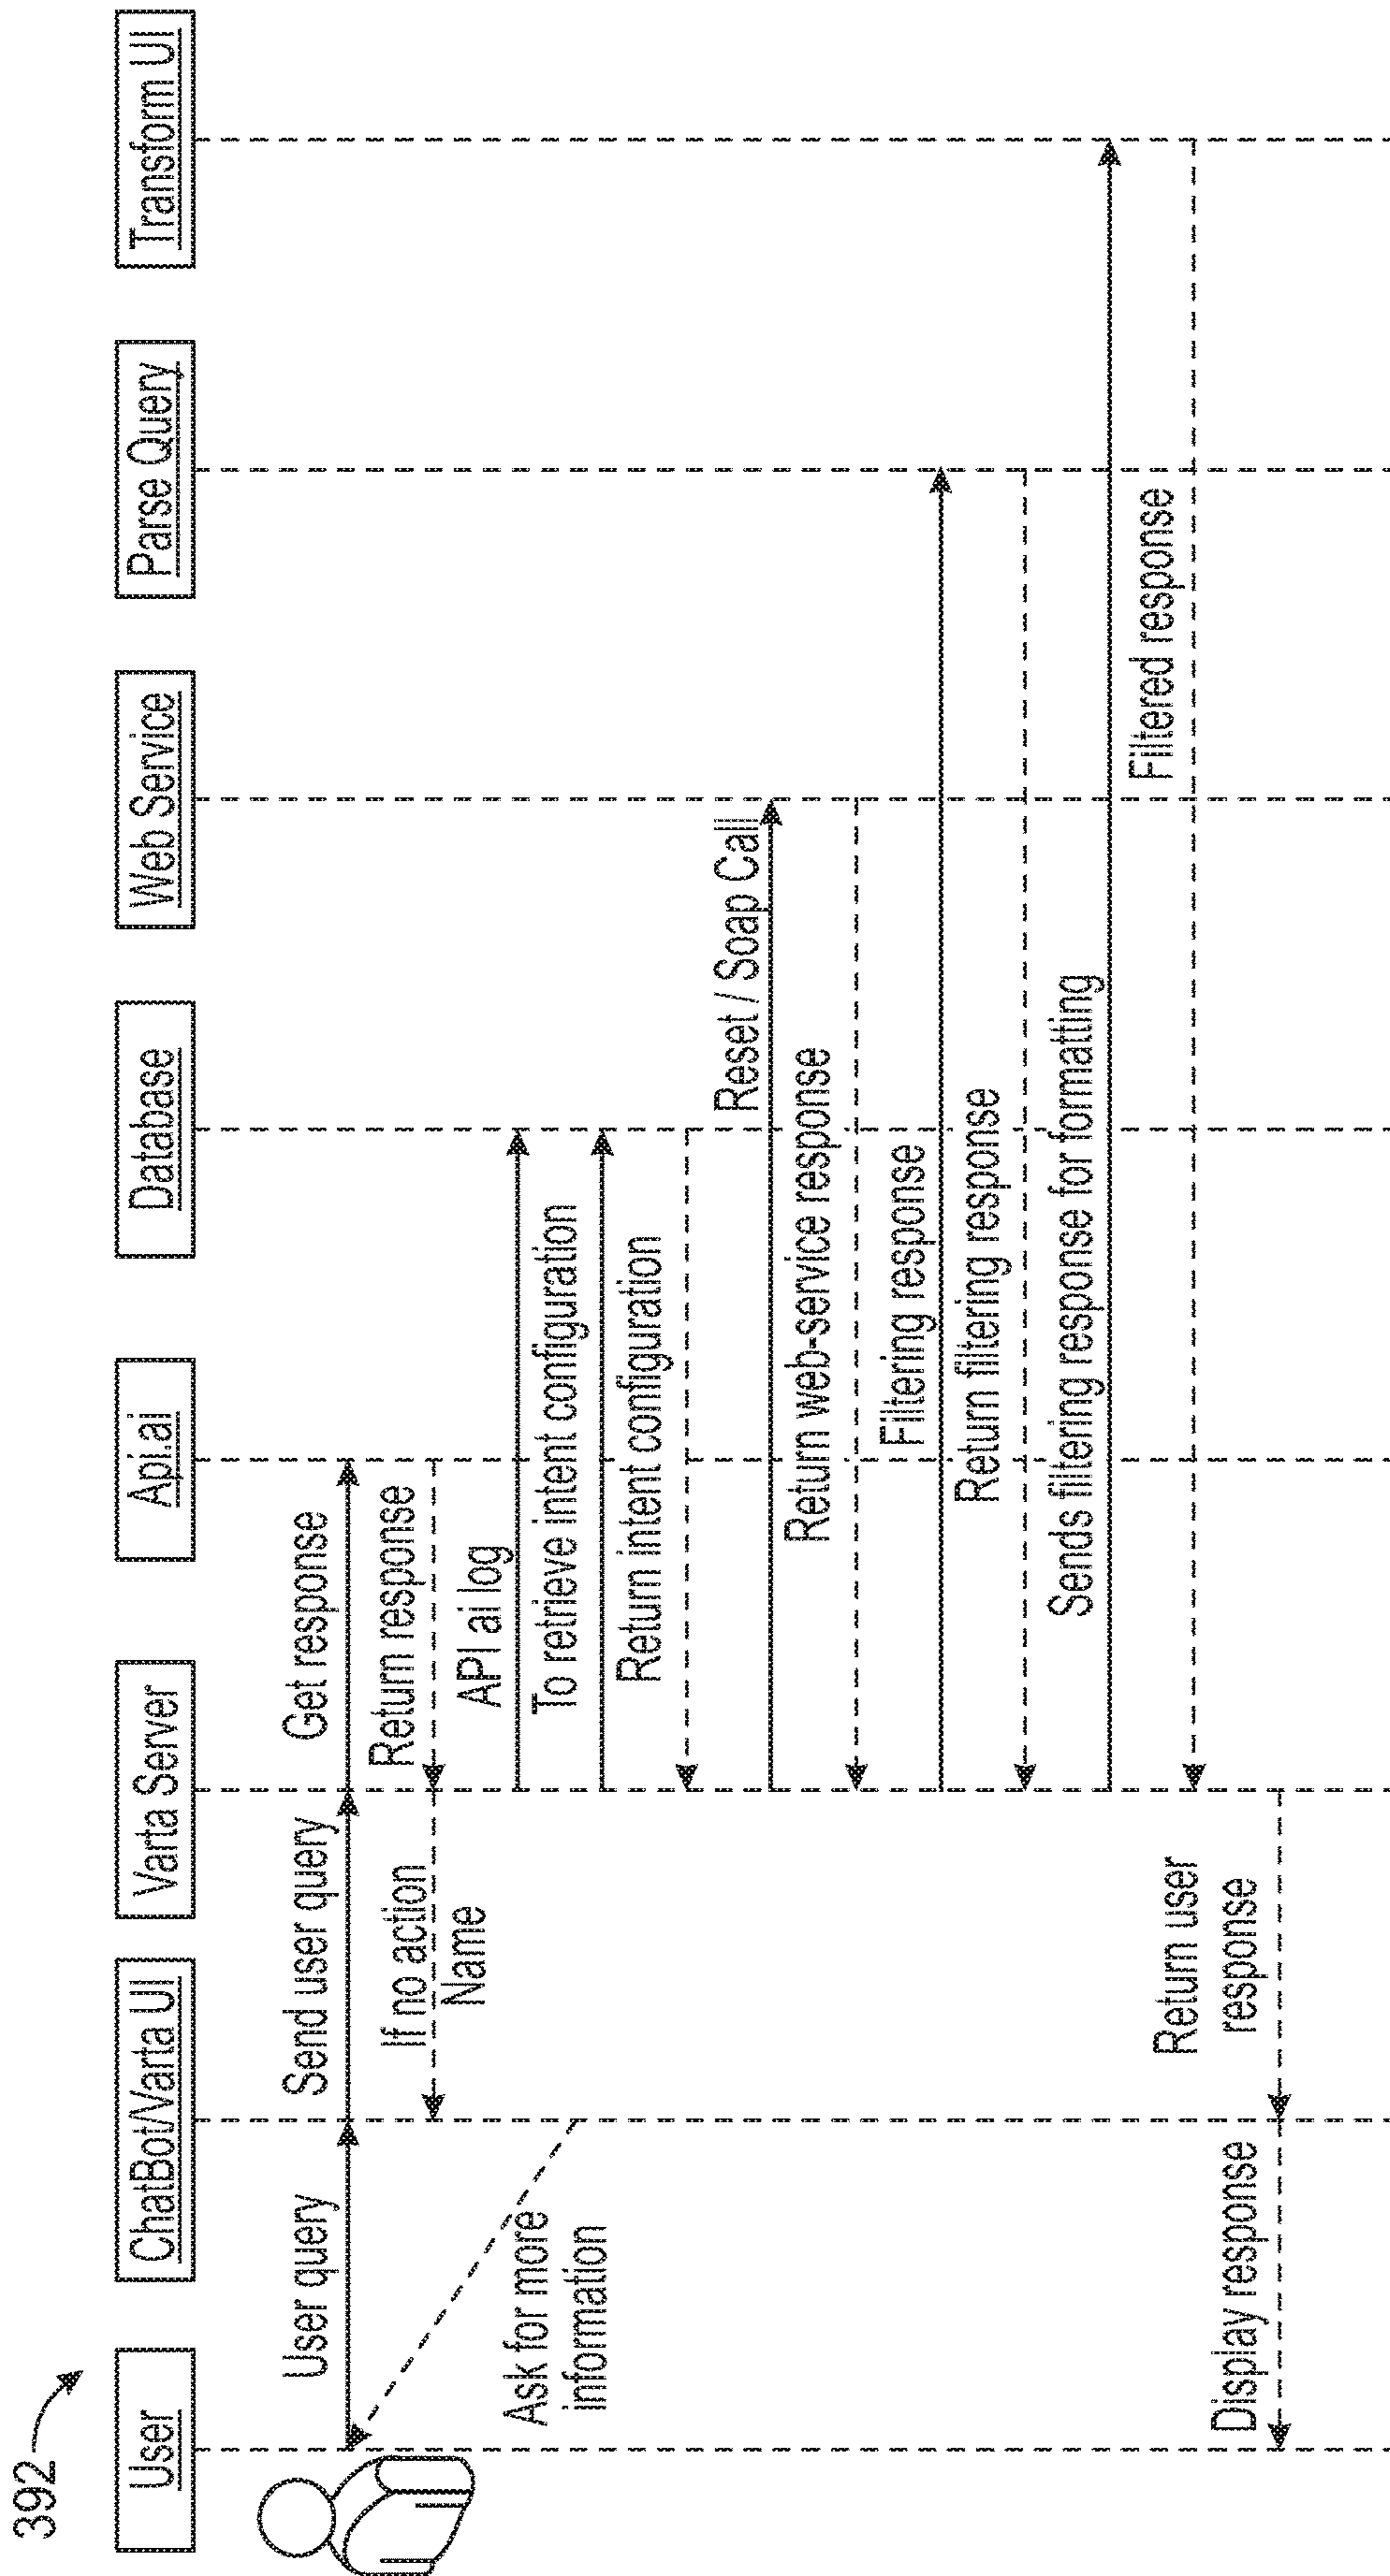 392
User
ChatBot/Varta UI
Varta Server
Api.ai
Database
Web Service
Parse Query
Transform UI
User query
Send user query
Get response
Return response
If no action
Name
API ai log
Ask for more
information
To retrieve intent configuration
Return intent configuration
Reset / Soap Call
Return web-service response
Filtering response
Return filtering response
Sends filtering response for formatting
Filtered response
Return user
response
Display response